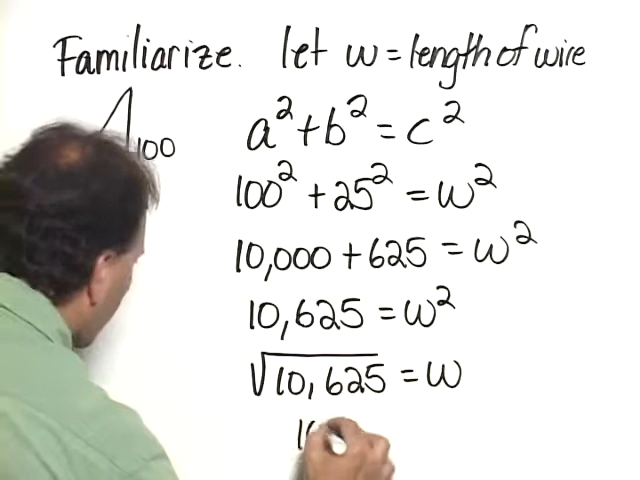 Familiarize. let w = length of wire
100
a² + b² = c²
100² + 25² = w²
10,000 + 625 = w²
10,625 = w²
√10,625 = w